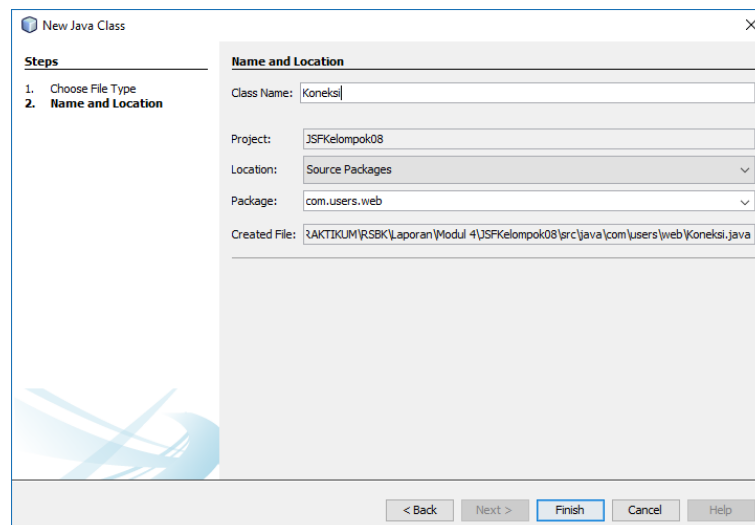 New Java Class
Steps
1. Choose File Type
2. Name and Location
Name and Location
Class Name: Koneksi
Project: JSFKelompok08
Location: Source Packages
Package: com.users.web
Created File: RAKTIKUM\RSBK\Laporan\Modul 4\JSFKelompok08\src\java\com\users\web\Koneksi.java
< Back Next > Finish Cancel Help